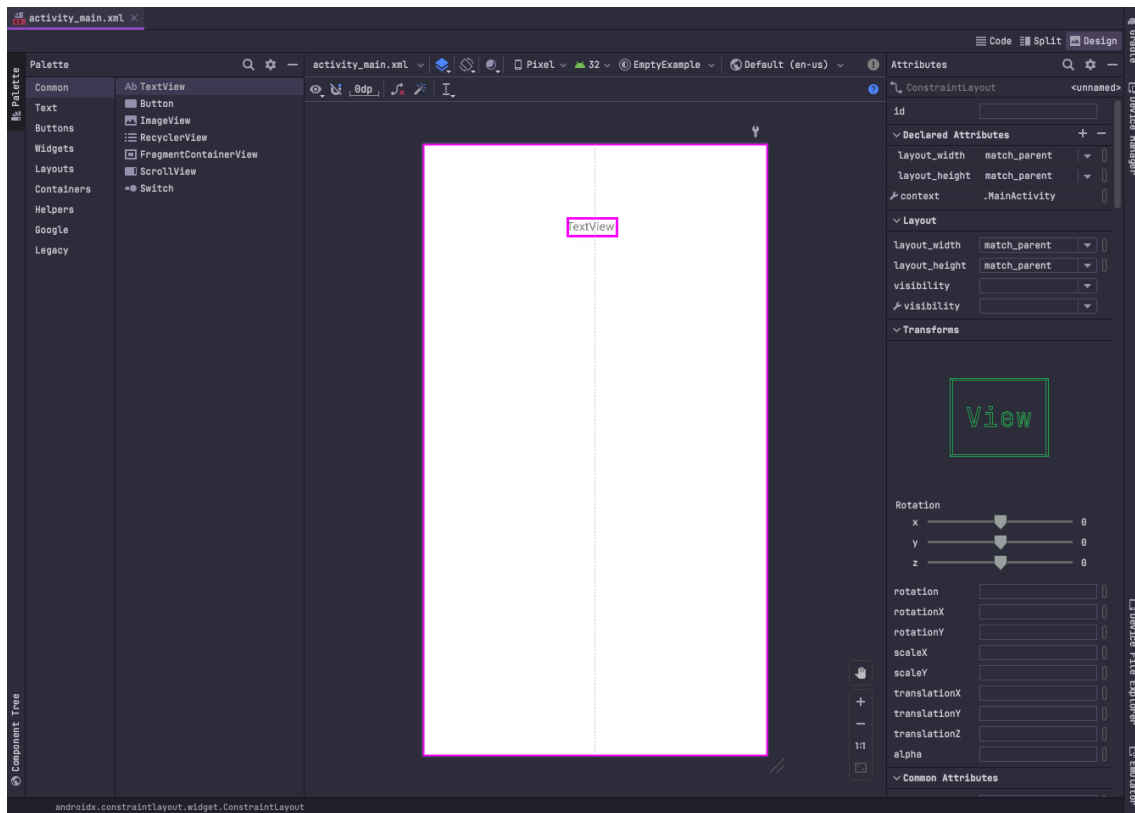 activity_main.xml
Code Split Design
Palette
activity_main.xml Pixel 32 EmptyExample Default (en-us)
Attributes
Palette
Common
Text
Buttons
Widgets
Layouts
Containers
Helpers
Google
Legacy
Ab TextView
Button
ImageView
RecyclerView
FragmentContainerView
ScrollView
Switch
0dp
TextView
ConstraintLayout <unnamed>
id
Declared Attributes
layout_width match_parent
layout_height match_parent
context .MainActivity
Layout
layout_width match_parent
layout_height match_parent
visibility
visibility
Transforms
View
Rotation
x 0
y 0
z 0
rotation
rotationX
rotationY
scaleX
scaleY
translationX
translationY
translationZ
alpha
Common Attributes
1:1
Component Tree
Gradle
Device Manager
Device File Explorer
Emulator
androidx.constraintlayout.widget.ConstraintLayout